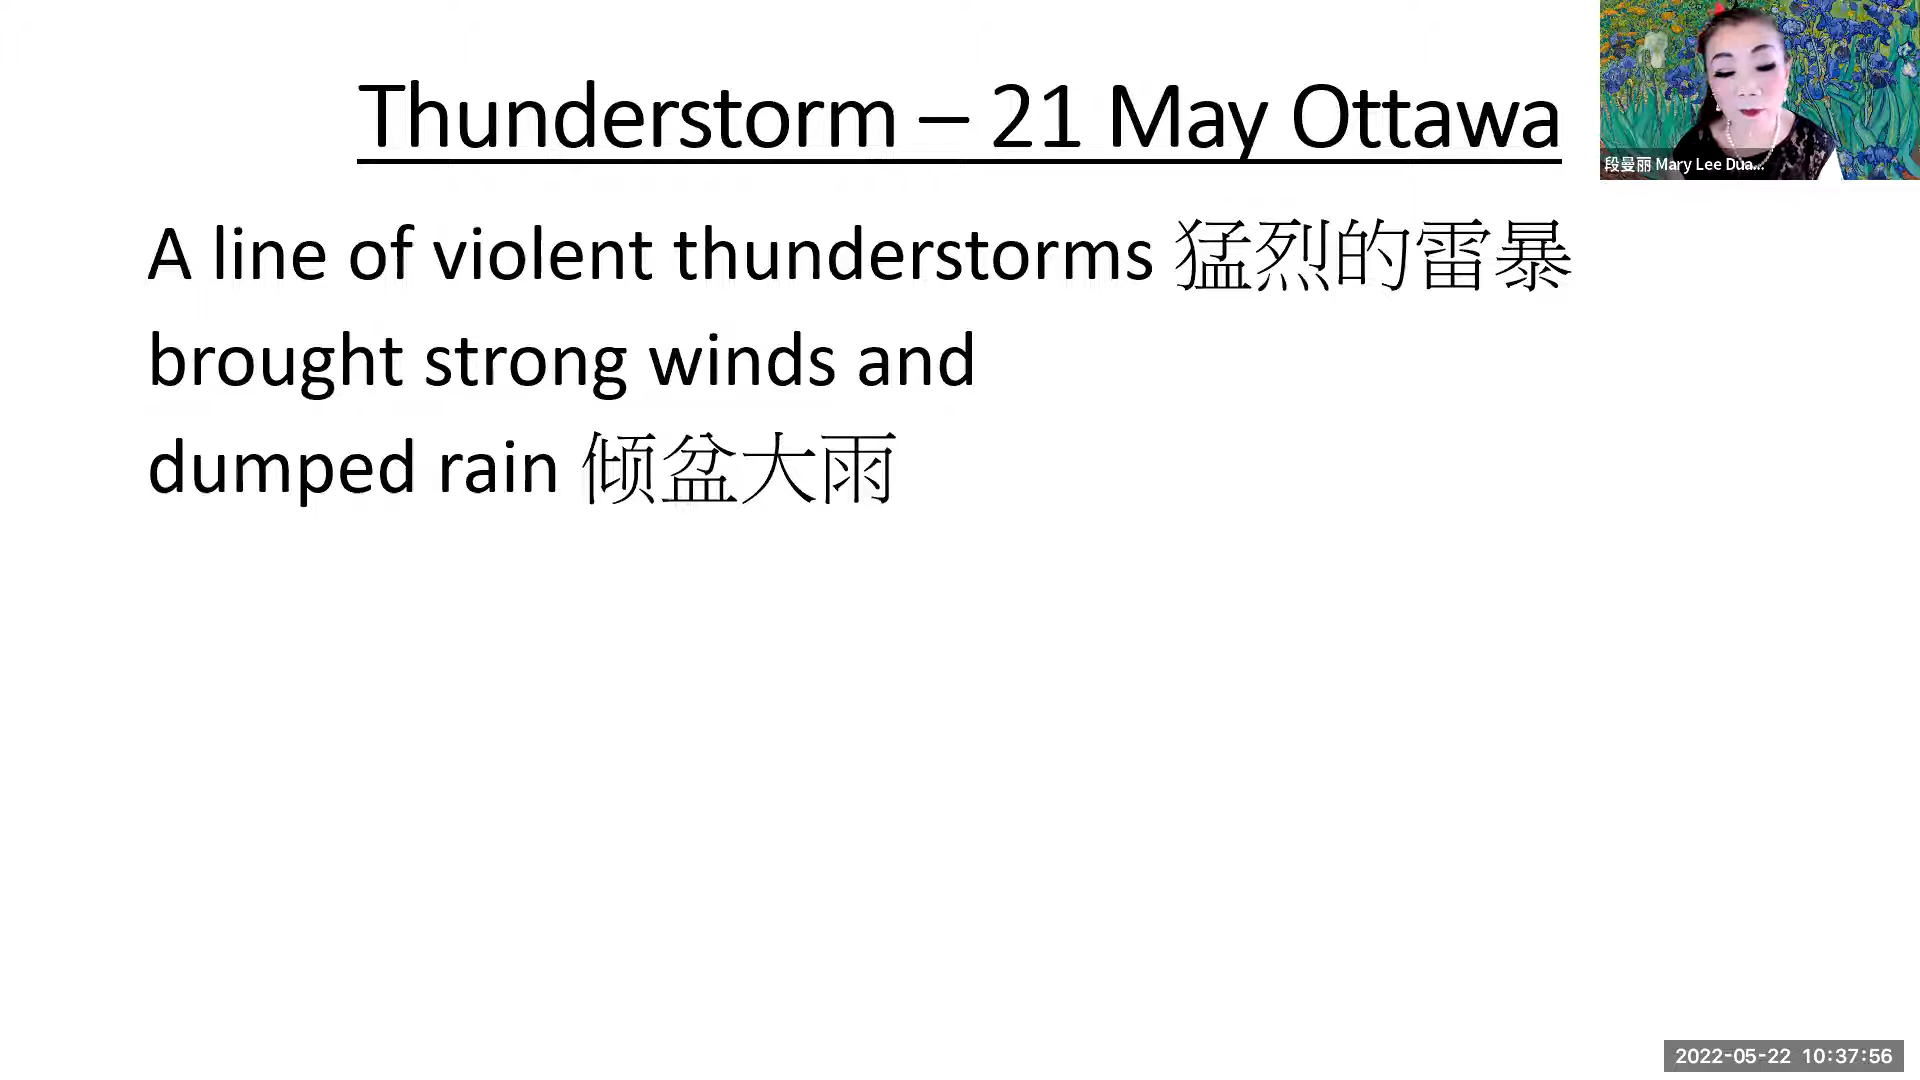 Thunderstorm – 21 May Ottawa
段曼丽 Mary Lee Dua...
A line of violent thunderstorms 猛烈的雷暴
brought strong winds and
dumped rain 倾盆大雨
2022-05-22 10:37:56